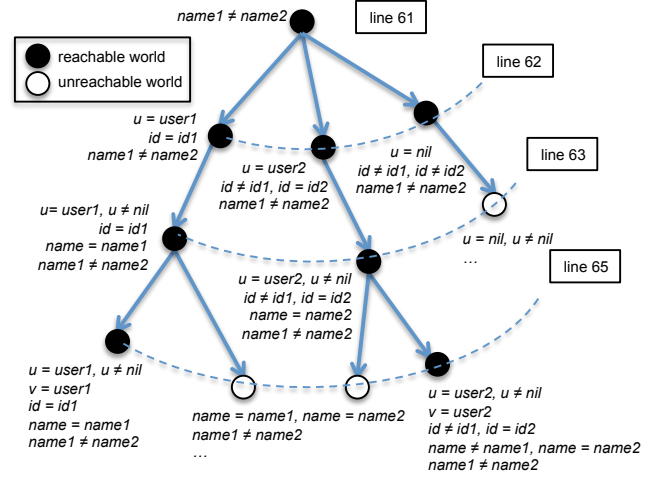 name1 ≠ name2
line 61
reachable world
unreachable world
line 62
u = user1
id = id1
name1 ≠ name2
u = user2
id ≠ id1, id = id2
name1 ≠ name2
u = nil
id ≠ id1, id ≠ id2
name1 ≠ name2
line 63
u= user1, u ≠ nil
id = id1
name = name1
name1 ≠ name2
u = user2, u ≠ nil
id ≠ id1, id = id2
name = name2
name1 ≠ name2
u = nil, u ≠ nil
...
line 65
u = user1, u ≠ nil
v = user1
id = id1
name = name1
name1 ≠ name2
name = name1, name = name2
name1 ≠ name2
...
u = user2, u ≠ nil
v = user2
id ≠ id1, id = id2
name ≠ name1, name = name2
name1 ≠ name2